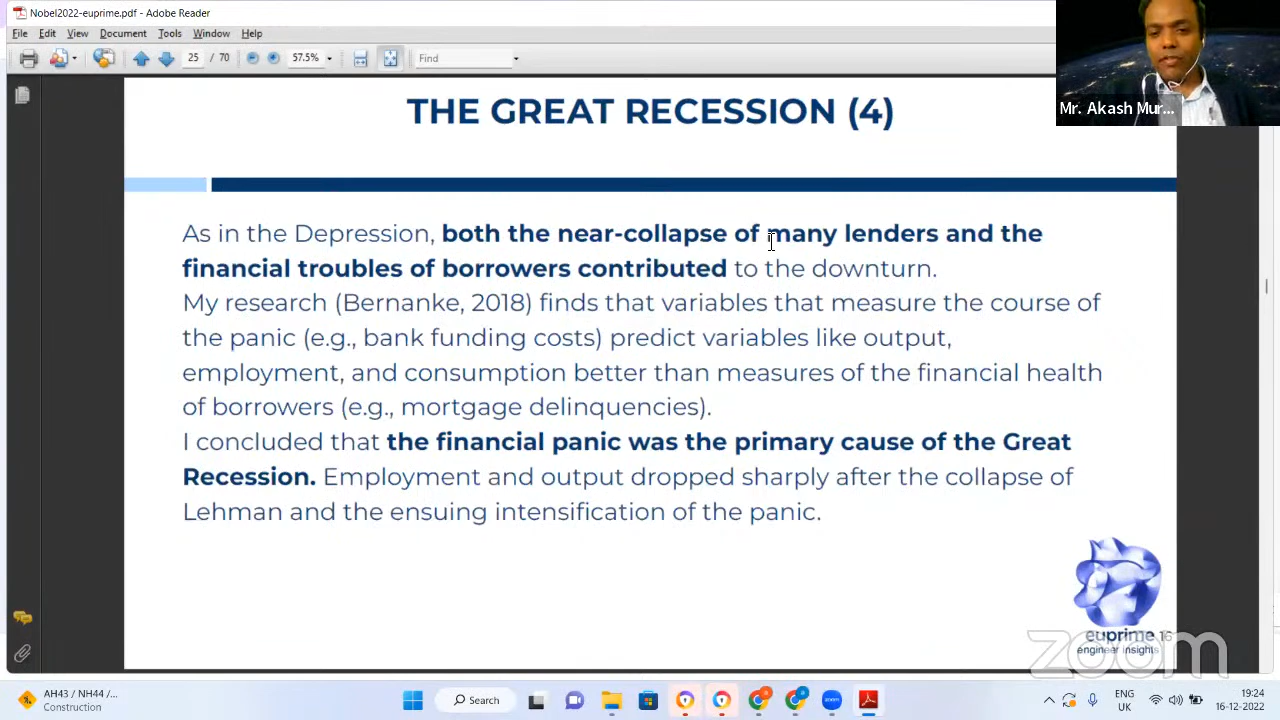 Nobel2022-euprime.pdf - Adobe Reader
File Edit View Document Tools Window Help
25 / 70 57.5% Find
Mr. Akash Mur...
THE GREAT RECESSION (4)
As in the Depression, both the near-collapse of many lenders and the
financial troubles of borrowers contributed to the downturn.
My research (Bernanke, 2018) finds that variables that measure the course of
the panic (e.g., bank funding costs) predict variables like output,
employment, and consumption better than measures of the financial health
of borrowers (e.g., mortgage delinquencies).
I concluded that the financial panic was the primary cause of the Great
Recession. Employment and output dropped sharply after the collapse of
Lehman and the ensuing intensification of the panic.
euprime 16
engineer insights
zoom
AH43 / NH44 / ...
Construction
Search
zoom
ENG
UK
19:24
16-12-2022